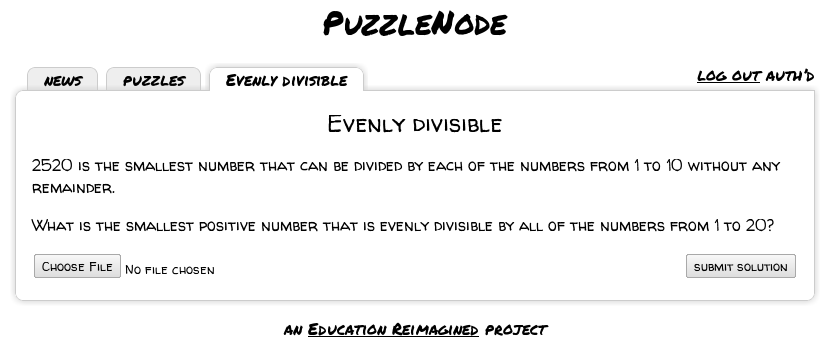 PuzzleNode
news puzzles Evenly divisible log out auth'd
Evenly divisible
2520 is the smallest number that can be divided by each of the numbers from 1 to 10 without any
remainder.
What is the smallest positive number that is evenly divisible by all of the numbers from 1 to 20?
Choose File No file chosen submit solution
an Education Reimagined project